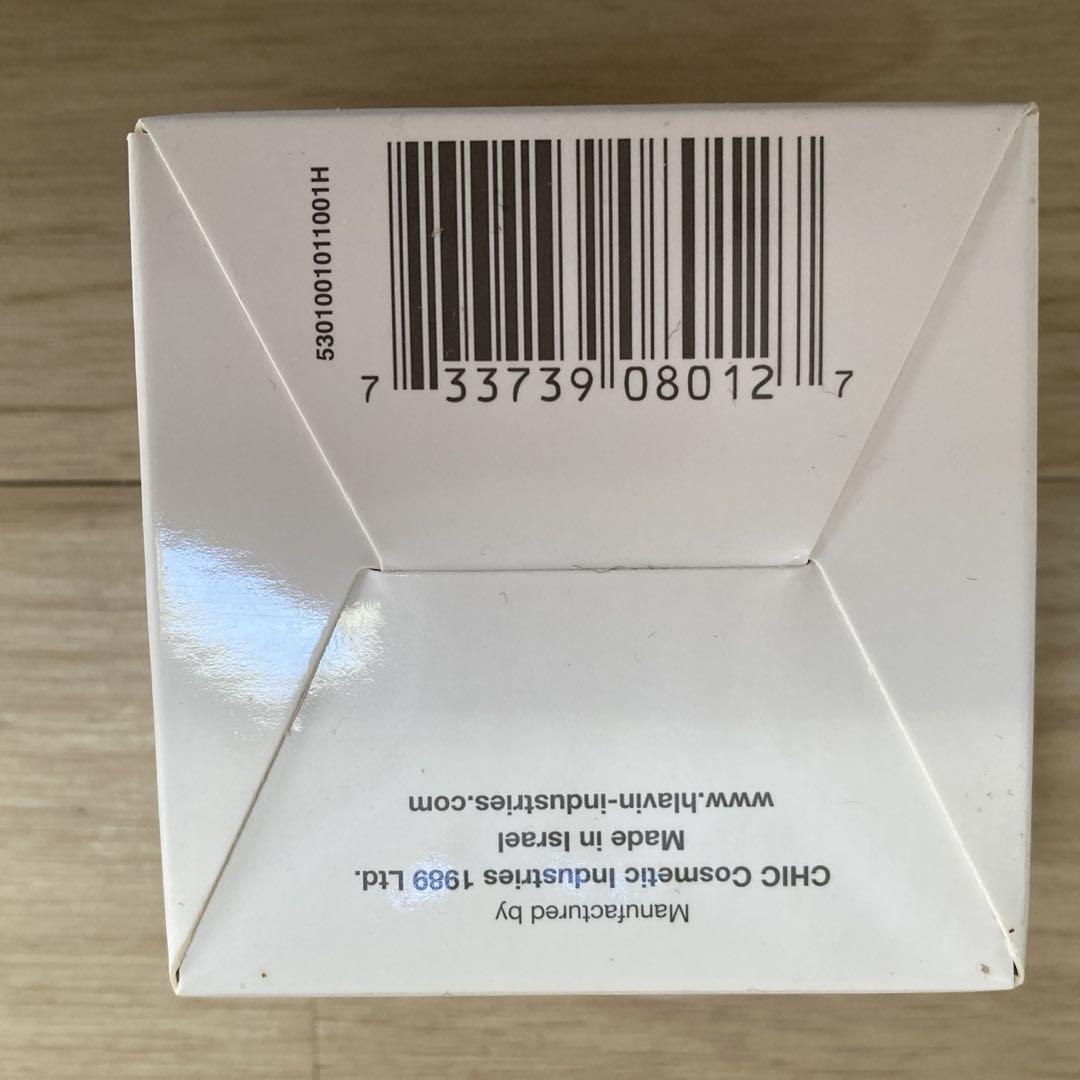 5301001011001H
7 33739 08012 7
Manufactured by
CHIC Cosmetic Industries 1989 Ltd.
Made in Israel
www.hlavin-industries.com